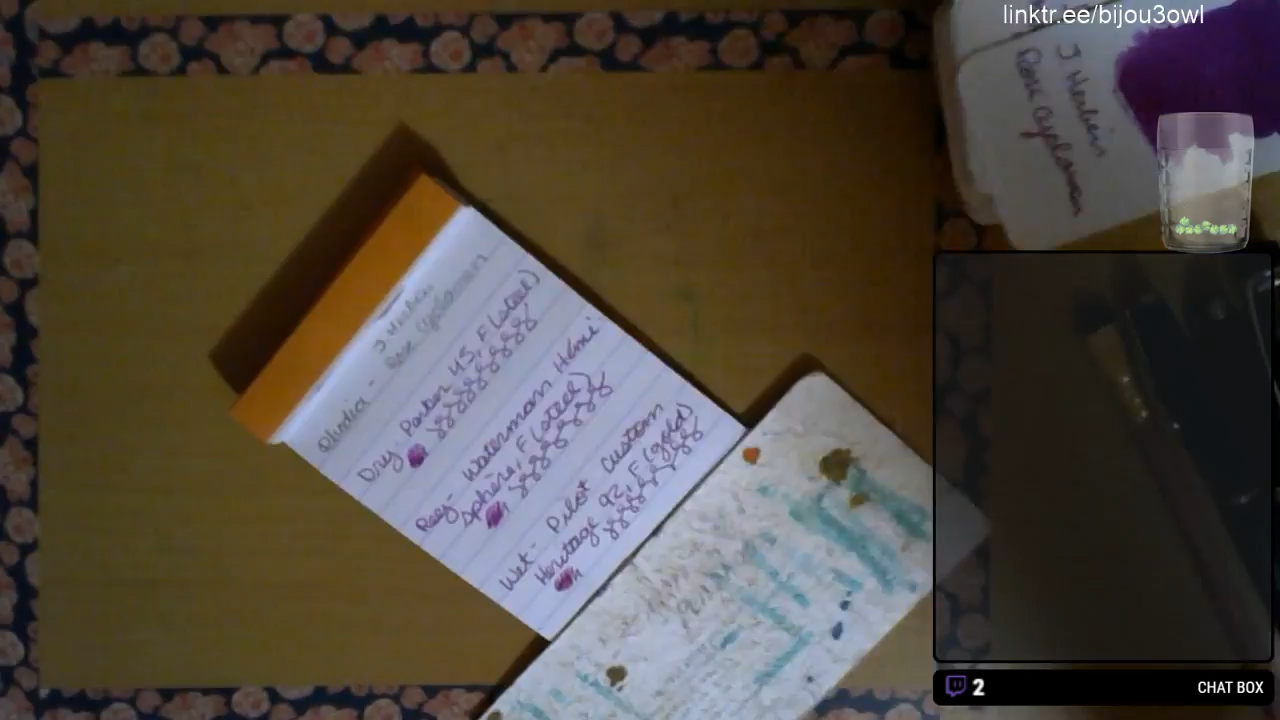 linktr.ee/bijou3owl
J Herbin
Rose Cyclamen
Rhodia - J Herbin
Rose Cyclamen
Dry - Parker 45, F (steel)
Reg - Waterman Hémi
sphère, F (steel)
Wet - Pilot Custom
Heritage 92, F (gold)
2
CHAT BOX